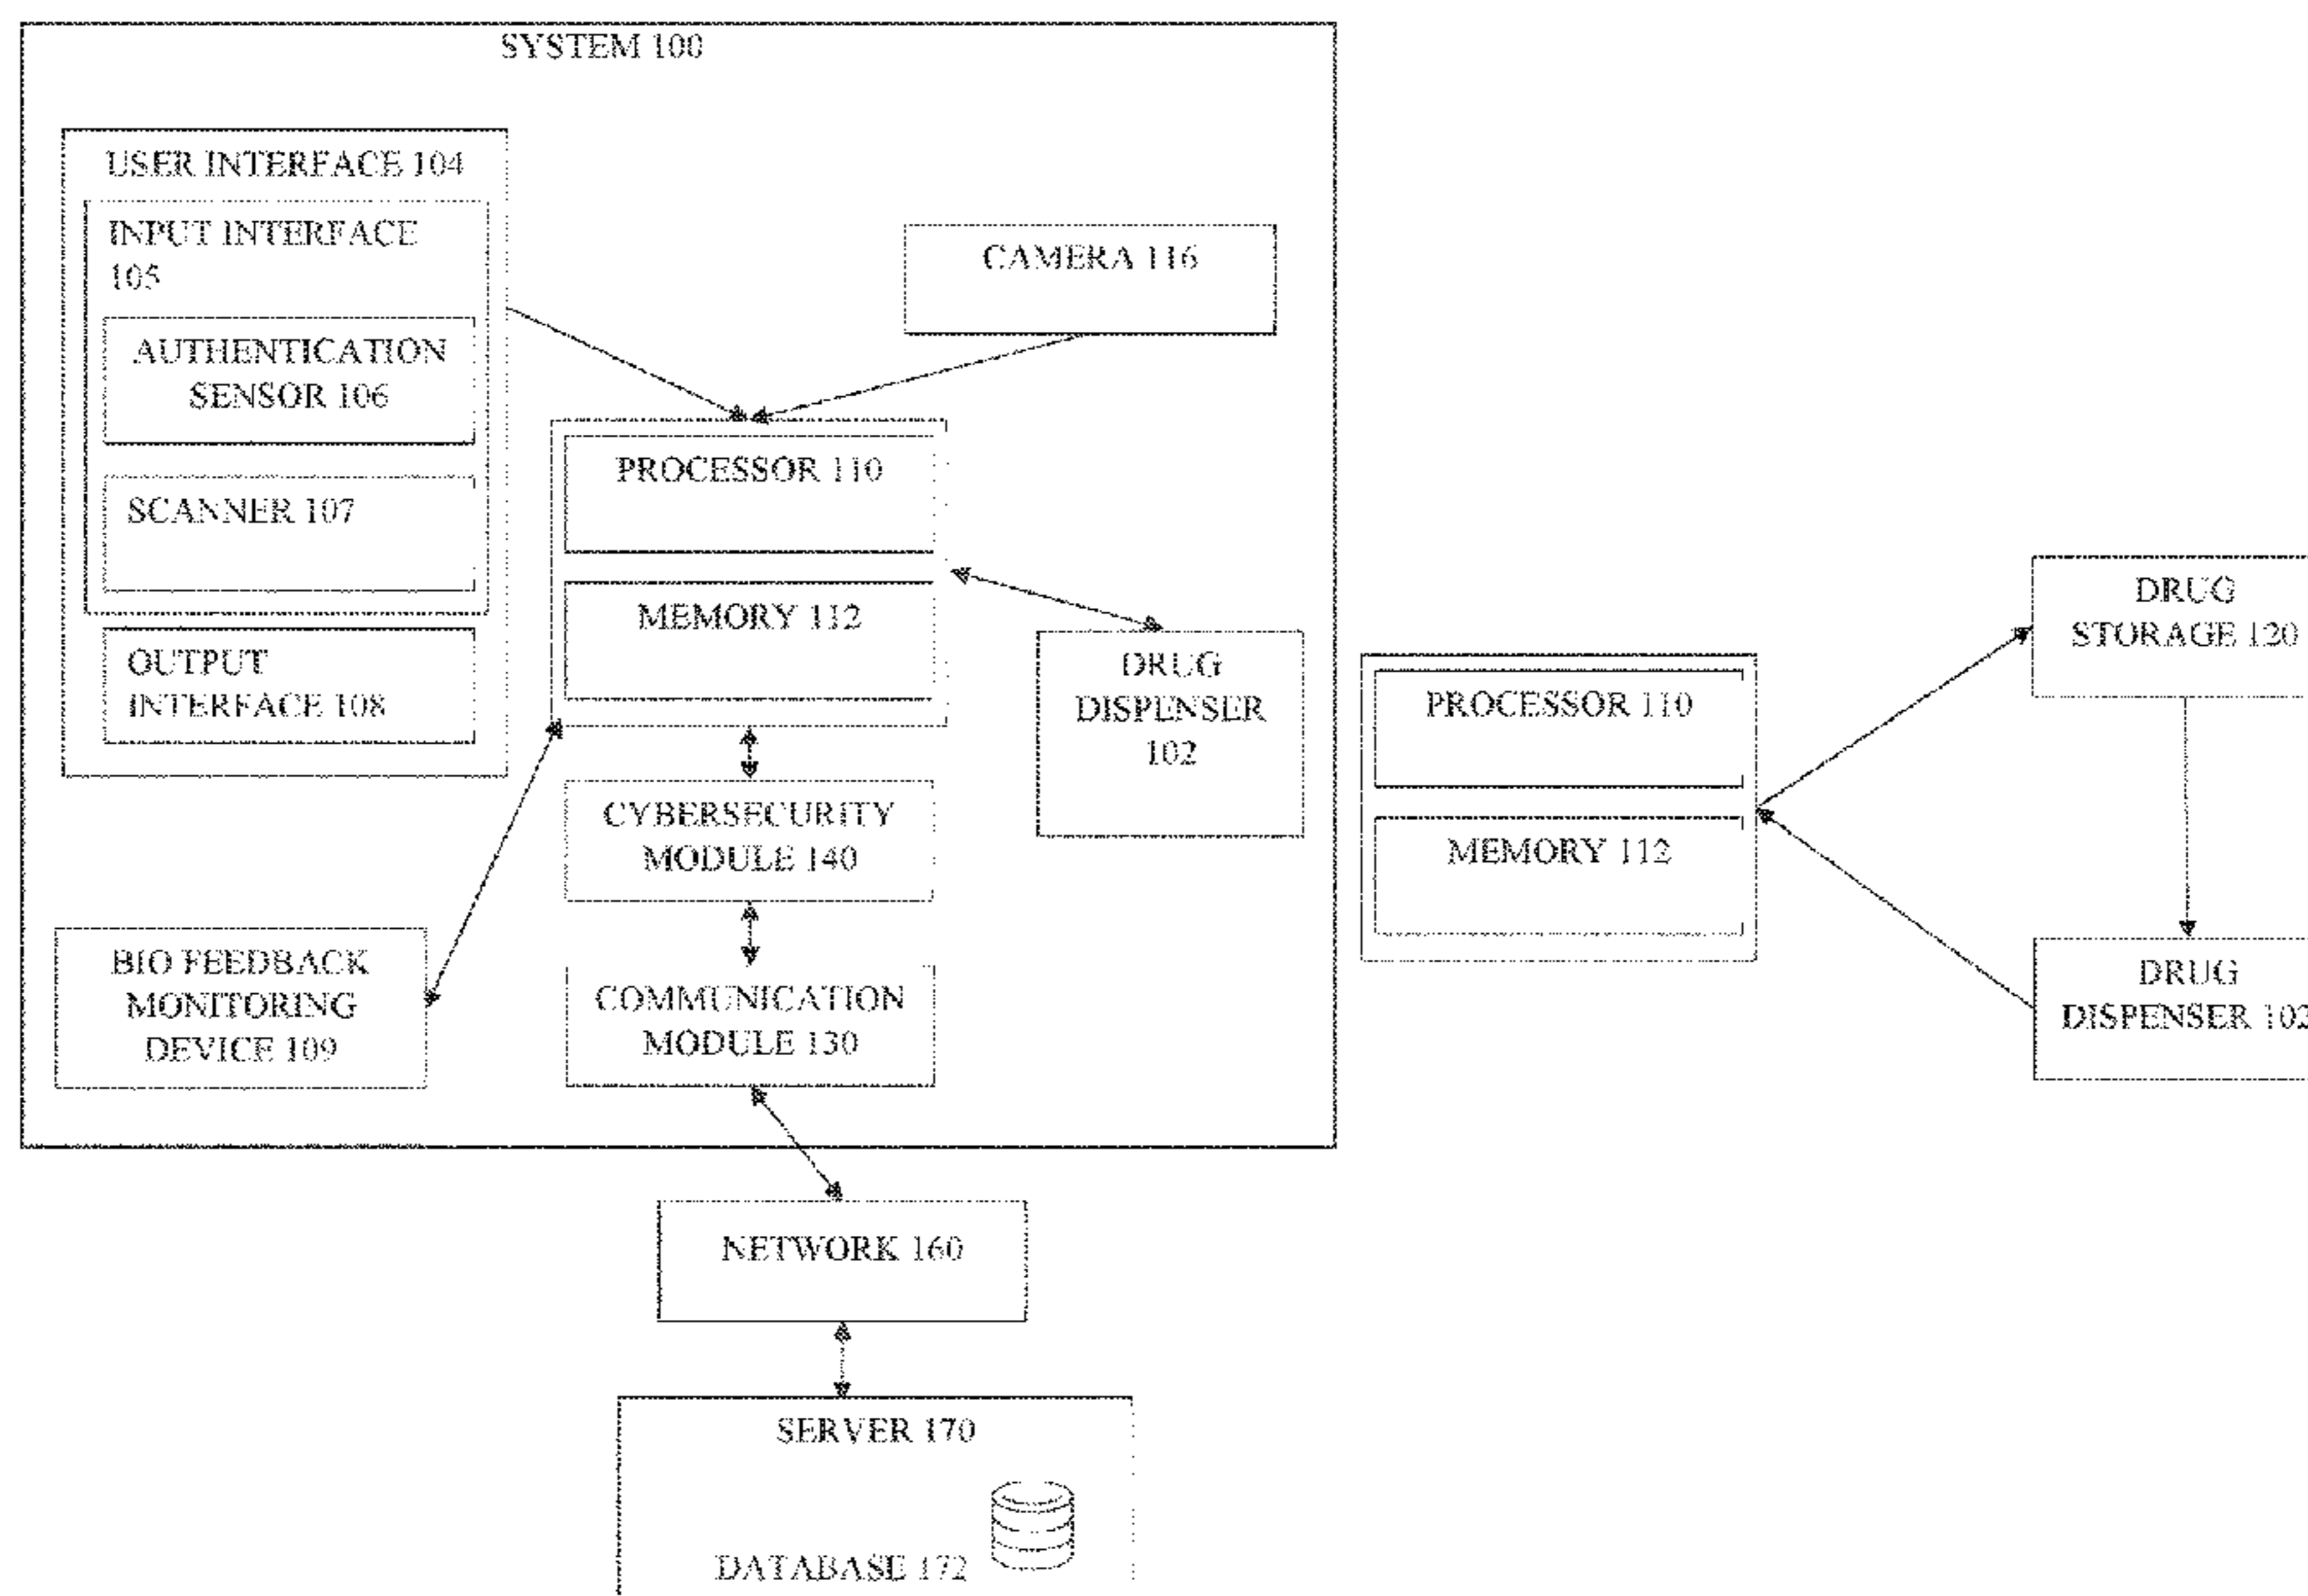 SYSTEM 100
USER INTERFACE 104
INPUT INTERFACE
105
AUTHENTICATION
SENSOR 106
SCANNER 107
OUTPUT
INTERFACE 108
CAMERA 116
PROCESSOR 110
MEMORY 112
DRUG
DISPENSER
102
CYBERSECURITY
MODULE 140
BIO FEEDBACK
MONITORING
DEVICE 109
COMMUNICATION
MODULE 130
NETWORK 160
SERVER 170
DATABASE 172
PROCESSOR 110
MEMORY 112
DRUG
STORAGE 120
DRUG
DISPENSER 102